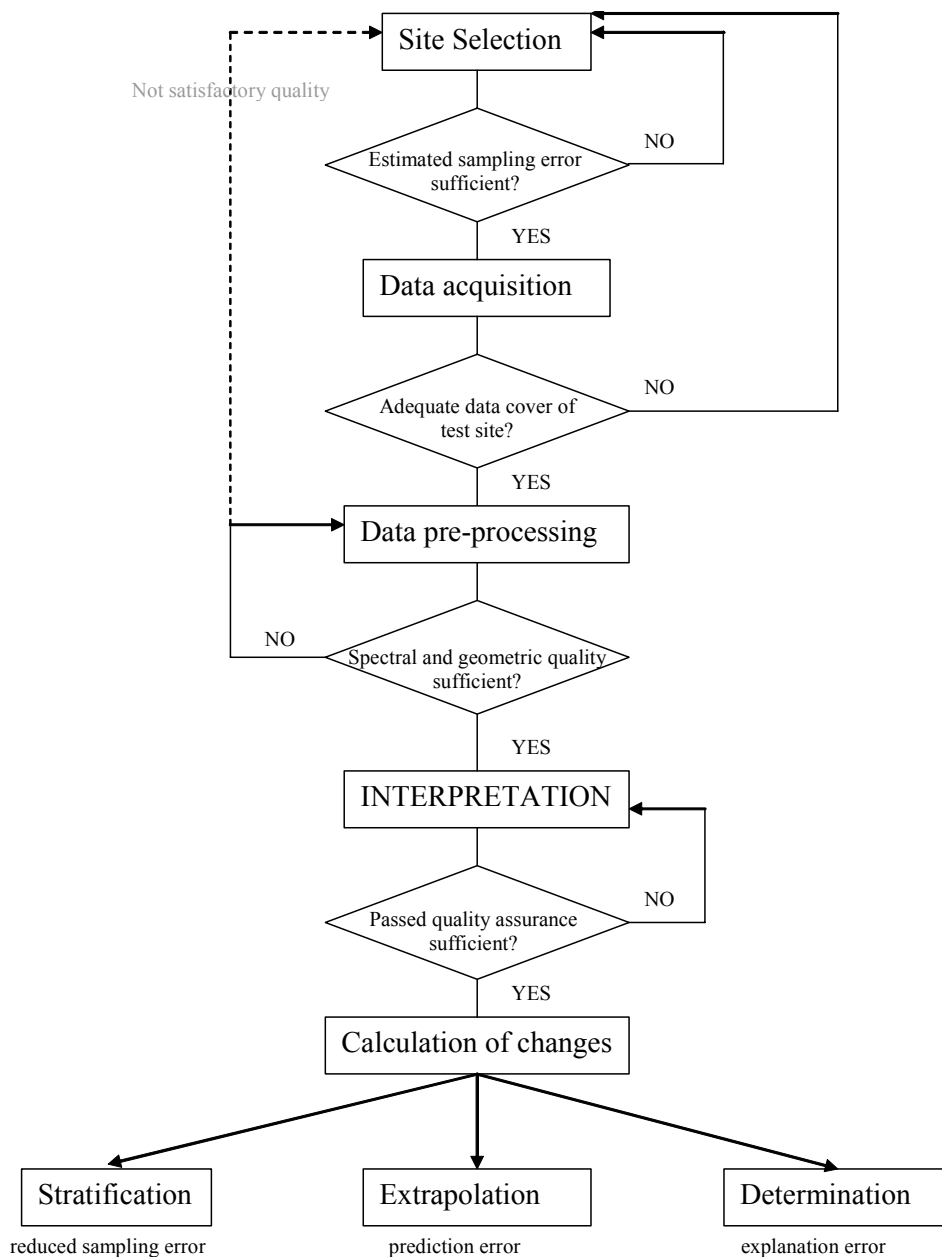 Site Selection
Not satisfactory quality
NO
Estimated sampling error
sufficient?
YES
Data acquisition
NO
Adequate data cover of
test site?
YES
Data pre-processing
NO
Spectral and geometric quality
sufficient?
YES
INTERPRETATION
NO
Passed quality assurance
sufficient?
YES
Calculation of changes
Stratification
Extrapolation
Determination
reduced sampling error
prediction error
explanation error